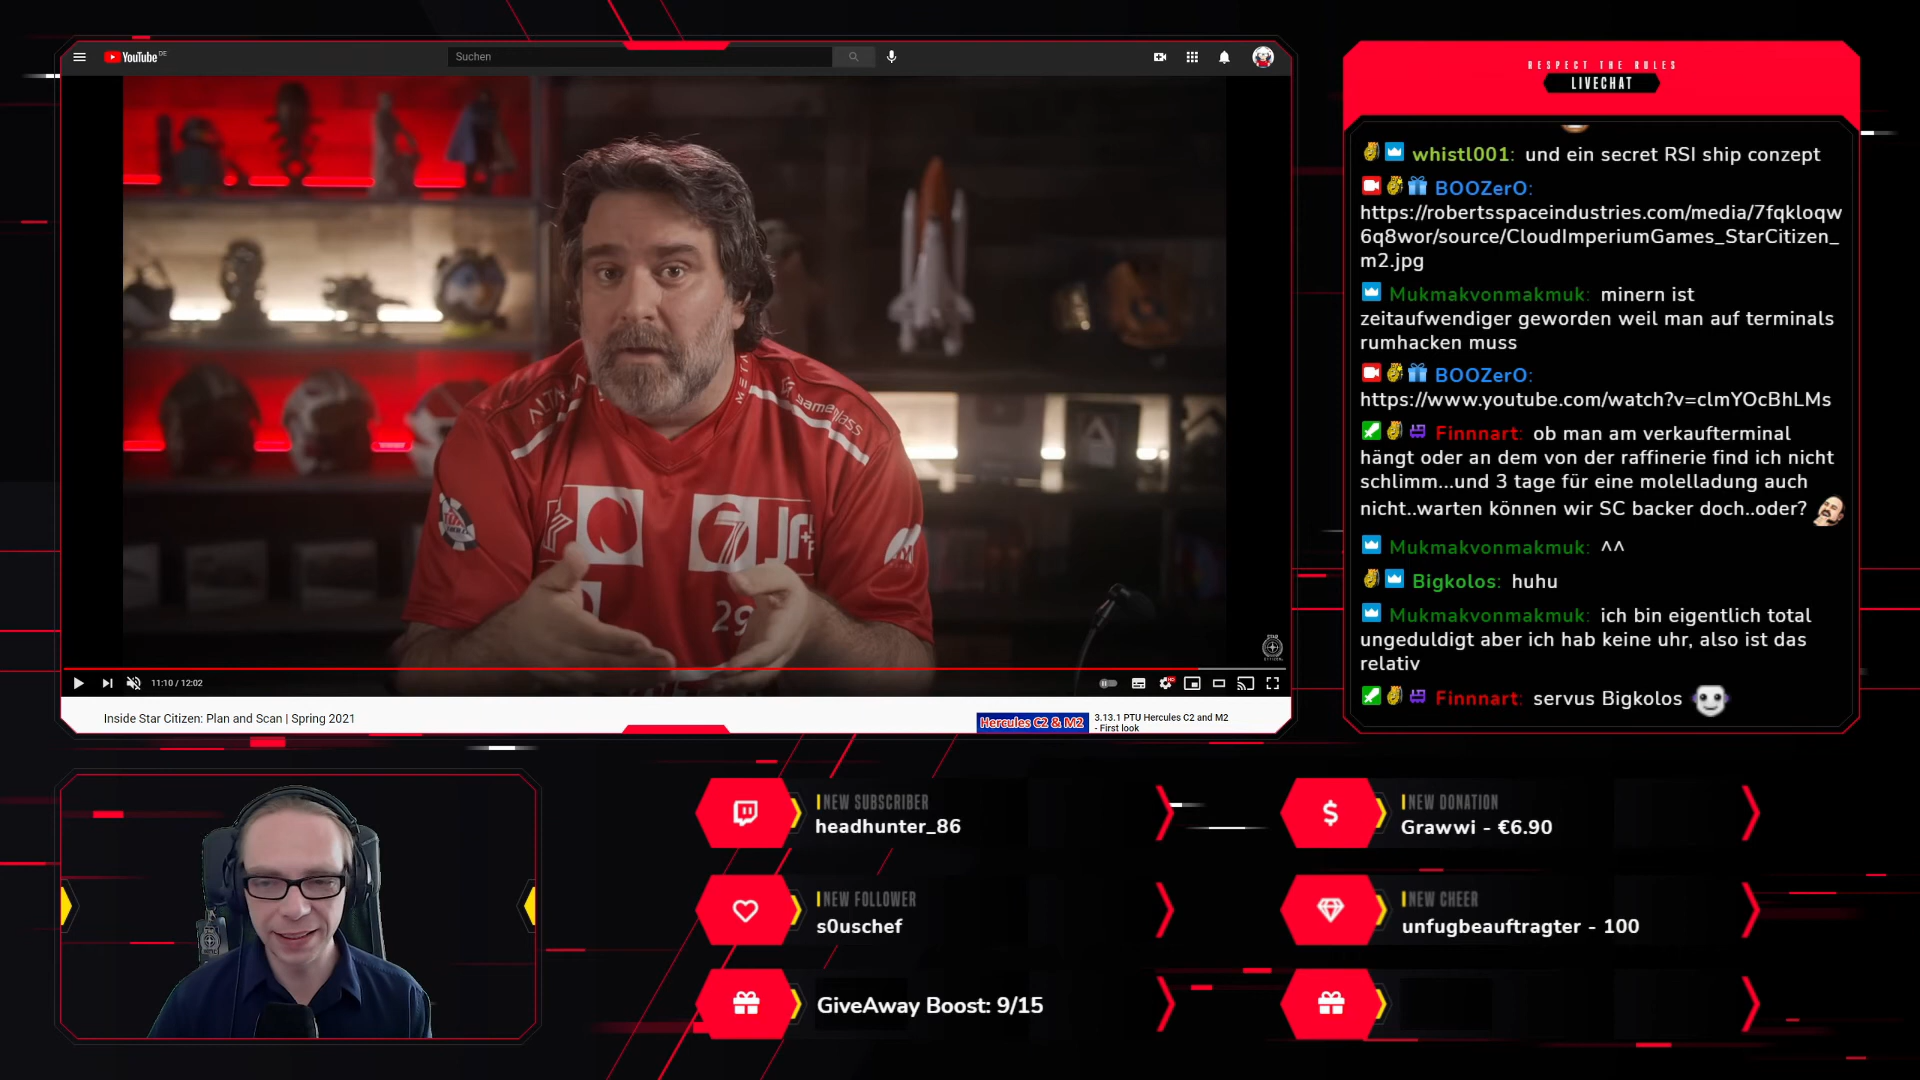 YouTube DE
Suchen
RESPECT THE RULES
LIVECHAT
whistl001: und ein secret RSI ship conzept
BOOZerO:
https://robertsspaceindustries.com/media/7fqkloqw
6q8wor/source/CloudImperiumGames_StarCitizen_
m2.jpg
Mukmakvonmakmuk: minern ist
zeitaufwendiger geworden weil man auf terminals
rumhacken muss
BOOZerO:
https://www.youtube.com/watch?v=clmYOcBhLMs
Finnnart: ob man am verkaufterminal
hängt oder an dem von der raffinerie find ich nicht
schlimm...und 3 tage für eine molelladung auch
nicht..warten können wir SC backer doch..oder?
Mukmakvonmakmuk: ^^
Bigkolos: huhu
Mukmakvonmakmuk: ich bin eigentlich total
ungeduldigt aber ich hab keine uhr, also ist das
relativ
Finnnart: servus Bigkolos
gameglass
29
11:10 / 12:02
HD
Inside Star Citizen: Plan and Scan | Spring 2021
Hercules C2 & M2
3.13.1 PTU Hercules C2 and M2
- First look
NEW SUBSCRIBER
headhunter_86
NEW DONATION
Grawwi - €6.90
NEW FOLLOWER
s0uschef
NEW CHEER
unfugbeauftragter - 100
GiveAway Boost: 9/15